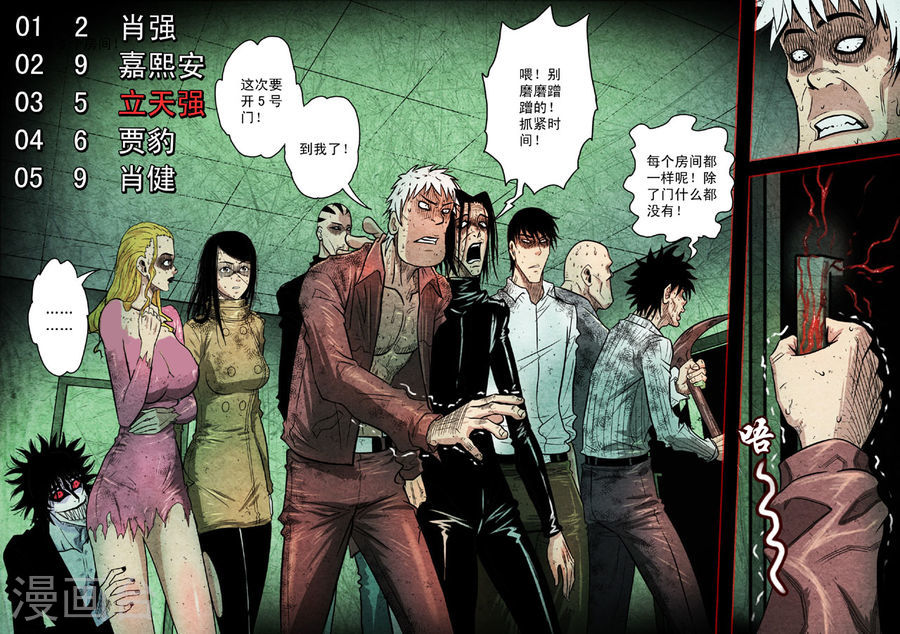 01 2 肖强
02 9 嘉熙安
03 5 立天强
04 6 贾豹
05 9 肖健
房间！
这次要
开5号
门！
到我了！
喂！别
磨磨蹭
蹭的！
抓紧时
间！
每个房间都
一样呢！除
了门什么都
没有！
……
……
唔
漫画